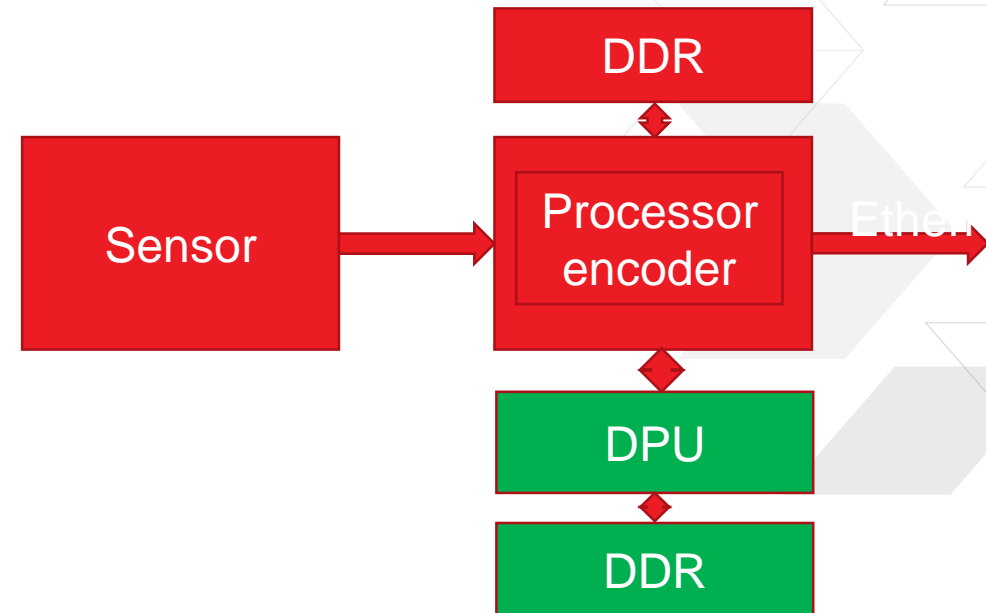 DDR
Sensor
Processor
encoder
DPU
DDR